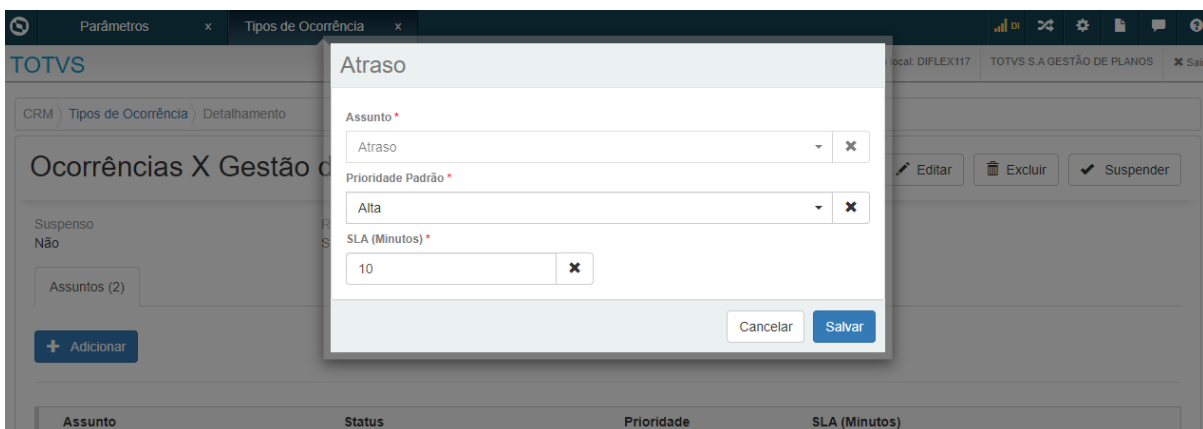 Parâmetros x Tipos de Ocorrência x DI
TOTVS
local: DIFLEX117 TOTVS S.A GESTÃO DE PLANOS
CRM Tipos de Ocorrência Detalhamento
Ocorrências X Gestão
Editar Excluir Suspender
Suspenso
Não
Assuntos (2)
Adicionar
Assunto Status Prioridade SLA (Minutos)
Atraso
Assunto *
Atraso
Prioridade Padrão *
Alta
SLA (Minutos) *
10
Cancelar Salvar